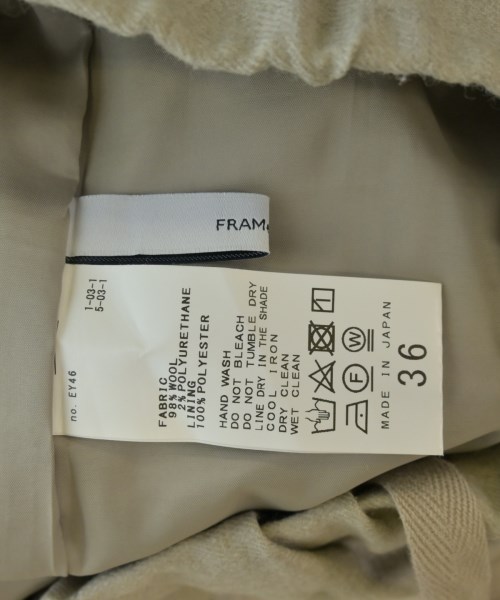 FRAM
no. EY46
1-03-1
5-03-1
FABRIC
98% WOOL
2% POLYURETHANE
LINING
100% POLYESTER
HAND WASH
DO NOT BLEACH
DO NOT TUMBLE DRY
LINE DRY IN THE SHADE
COOL IRON
DRY CLEAN
WET CLEAN
F W
MADE IN JAPAN
36